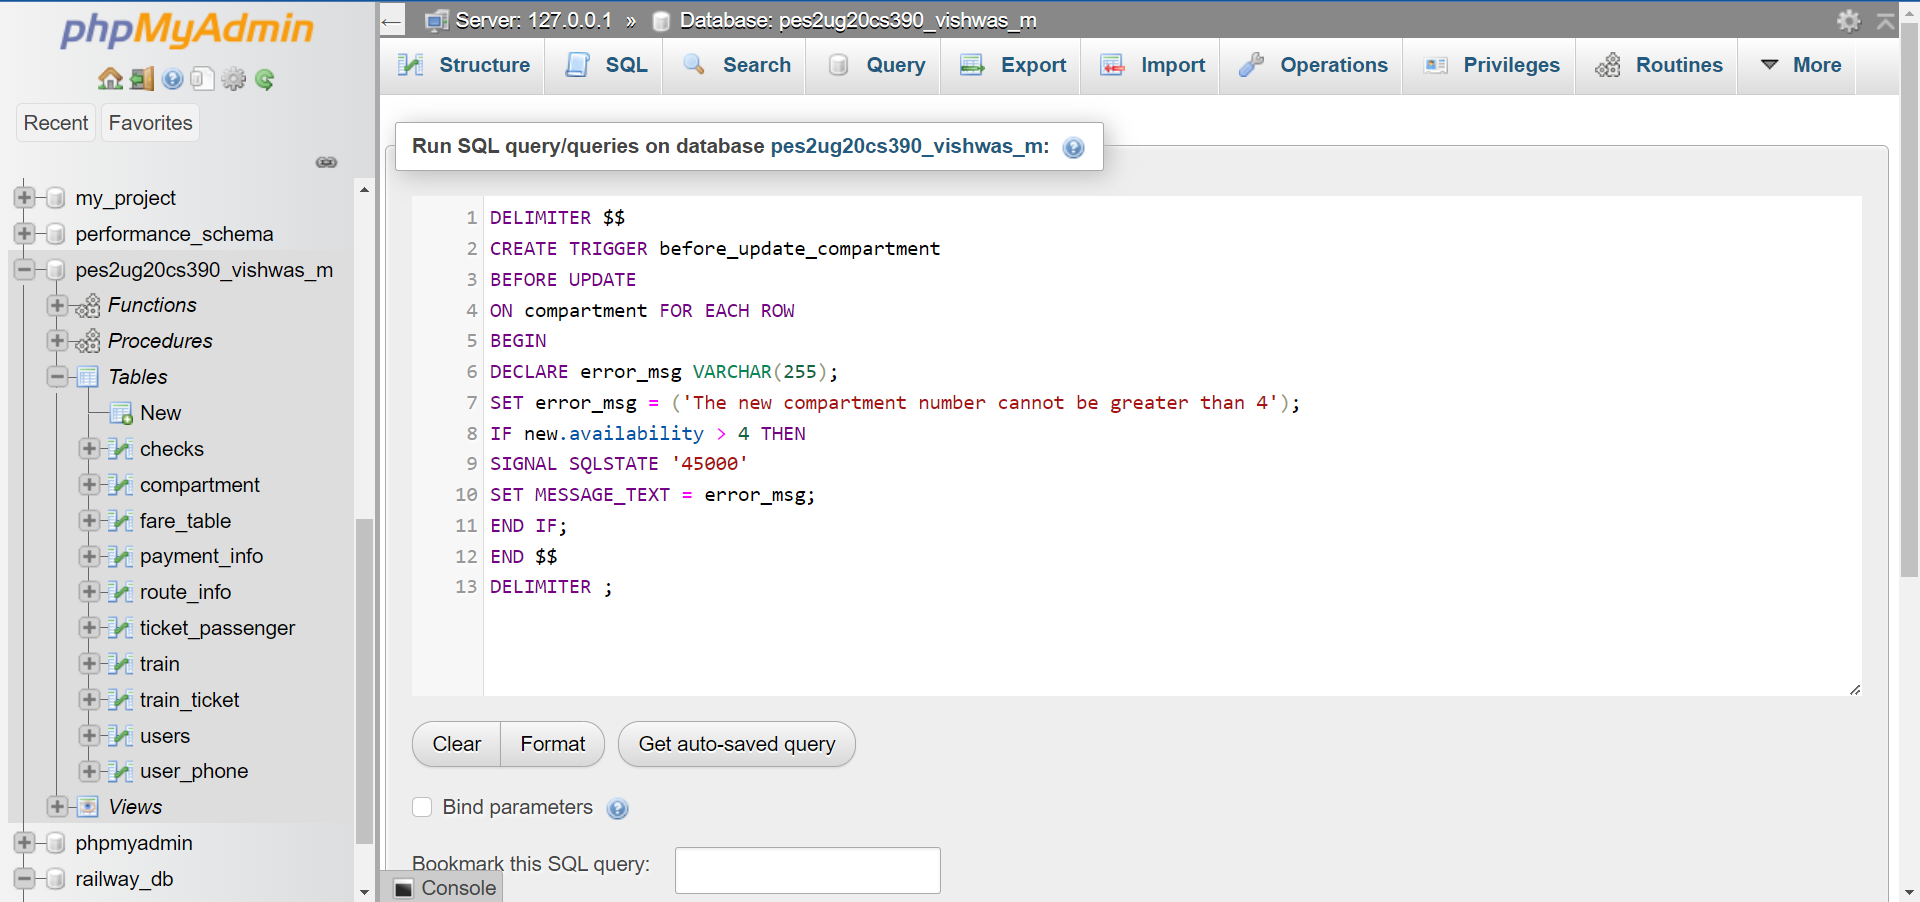 phpMyAdmin
Recent
Favorites
my_project
performance_schema
pes2ug20cs390_vishwas_m
Functions
Procedures
Tables
New
checks
compartment
fare_table
payment_info
route_info
ticket_passenger
train
train_ticket
users
user_phone
Views
phpmyadmin
railway_db
Server: 127.0.0.1 » Database: pes2ug20cs390_vishwas_m
Structure SQL Search Query Export Import Operations Privileges Routines More
Run SQL query/queries on database pes2ug20cs390_vishwas_m:
1 DELIMITER $$
2 CREATE TRIGGER before_update_compartment
3 BEFORE UPDATE
4 ON compartment FOR EACH ROW
5 BEGIN
6 DECLARE error_msg VARCHAR(255);
7 SET error_msg = ('The new compartment number cannot be greater than 4');
8 IF new.availability > 4 THEN
9 SIGNAL SQLSTATE '45000'
10 SET MESSAGE_TEXT = error_msg;
11 END IF;
12 END $$
13 DELIMITER ;
Clear Format Get auto-saved query
Bind parameters
Bookmark this SQL query:
Console